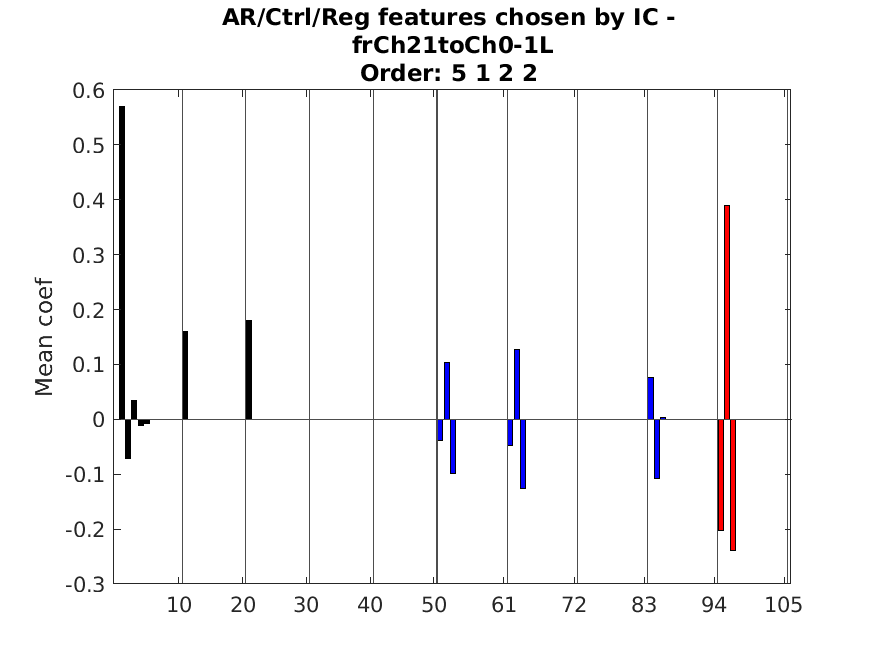 AR/Ctrl/Reg features chosen by IC -
frCh21toCh0-1L
Order: 5 1 2 2
Mean coef
0.6
0.5
0.4
0.3
0.2
0.1
0
-0.1
-0.2
-0.3
10 20 30 40 50 61 72 83 94 105